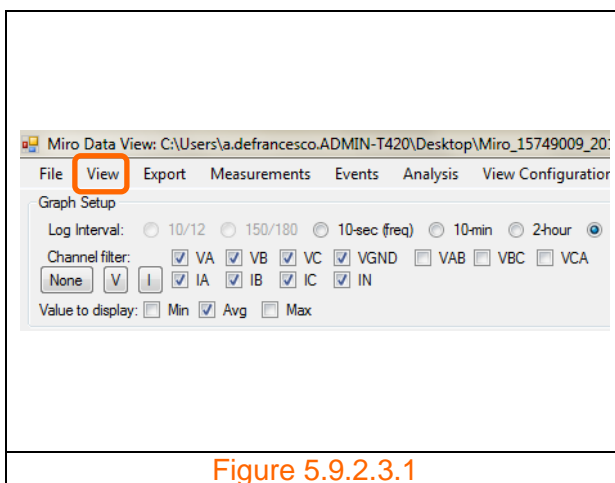 Miro Data View: C:\Users\a.defrancesco.ADMIN-T420\Desktop\Miro_15749009_201
File View Export Measurements Events Analysis View Configuration
Graph Setup
Log Interval: 10/12 150/180 10-sec (freq) 10-min 2-hour
Channel filter: VA VB VC VGND VAB VBC VCA
None V I IA IB IC IN
Value to display: Min Avg Max
Figure 5.9.2.3.1